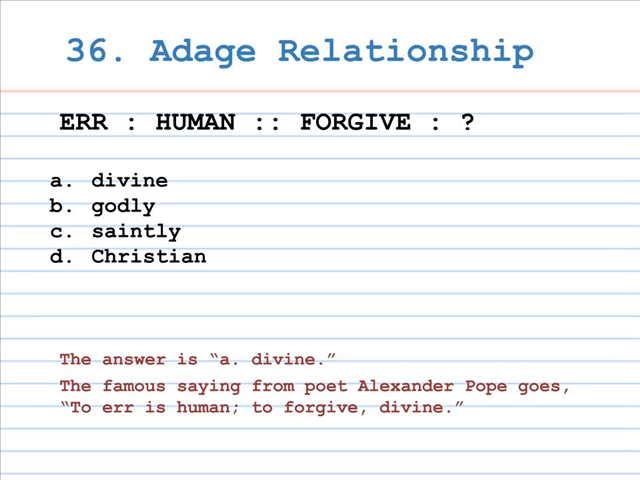 36. Adage Relationship
ERR : HUMAN :: FORGIVE : ?
a. divine
b. godly
c. saintly
d. Christian
The answer is “a. divine.”
The famous saying from poet Alexander Pope goes,
“To err is human; to forgive, divine.”